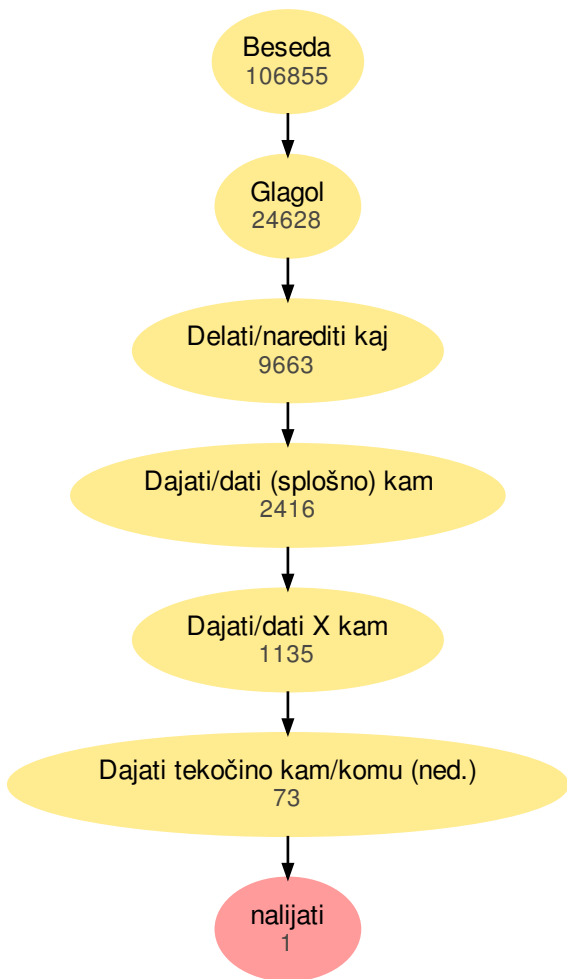 Beseda
106855
Glagol
24628
Delati/narediti kaj
9663
Dajati/dati (splošno) kam
2416
Dajati/dati X kam
1135
Dajati tekočino kam/komu (ned.)
73
nalijati
1